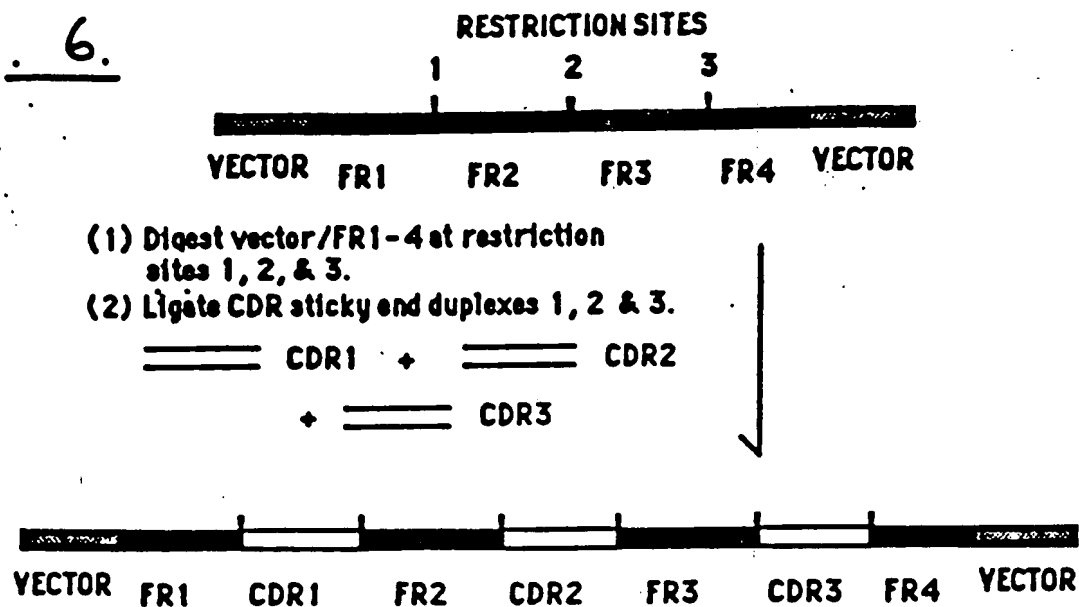 . 6.
RESTRICTION SITES
1 2 3
VECTOR FR1 FR2 FR3 FR4 VECTOR
(1) Digest vector/FR1-4 at restriction
sites 1, 2, & 3.
(2) Ligate CDR sticky end duplexes 1, 2 & 3.
CDR1 + CDR2
+ CDR3
VECTOR FR1 CDR1 FR2 CDR2 FR3 CDR3 FR4 VECTOR